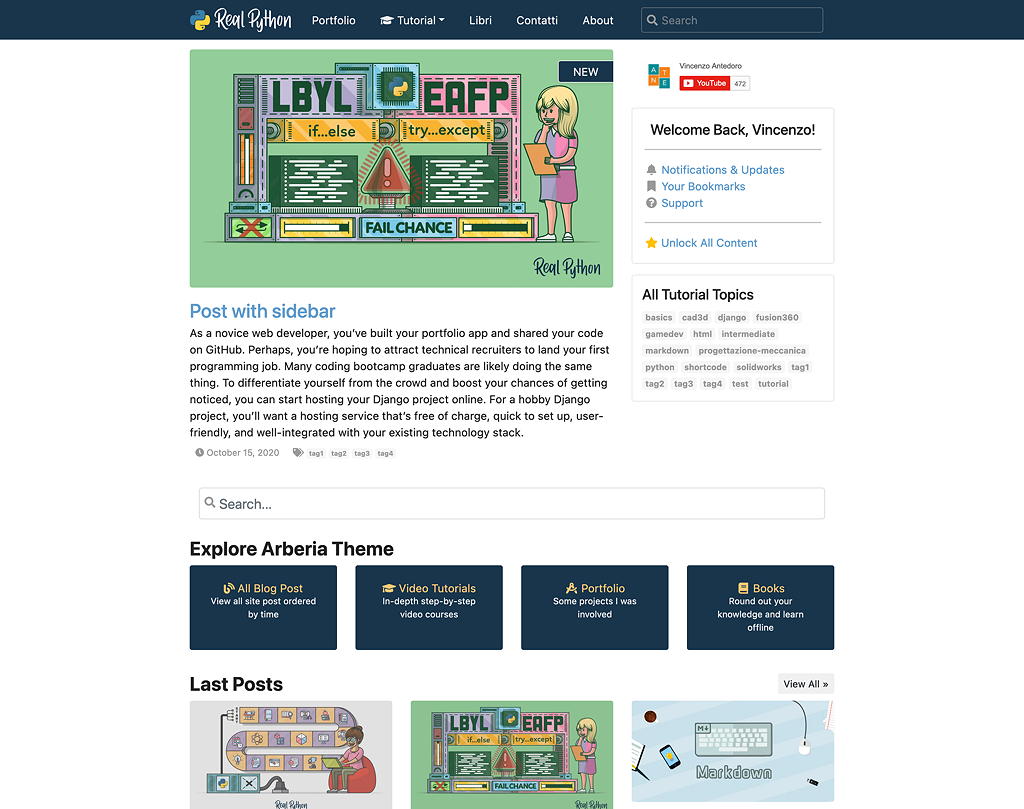 Real Python
Portfolio
Tutorial
Libri
Contatti
About
Search
NEW
LBYL
EAFP
if...else
try...except
FAIL CHANCE
Real Python
Vincenzo Antedoro
A
T
N
E
YouTube
472
Welcome Back, Vincenzo!
Notifications & Updates
Your Bookmarks
Support
Unlock All Content
All Tutorial Topics
basics cad3d django fusion360
gamedev html intermediate
markdown progettazione-meccanica
python shortcode solidworks tag1
tag2 tag3 tag4 test tutorial
Post with sidebar
As a novice web developer, you’ve built your portfolio app and shared your code
on GitHub. Perhaps, you’re hoping to attract technical recruiters to land your first
programming job. Many coding bootcamp graduates are likely doing the same
thing. To differentiate yourself from the crowd and boost your chances of getting
noticed, you can start hosting your Django project online. For a hobby Django
project, you’ll want a hosting service that’s free of charge, quick to set up, user-
friendly, and well-integrated with your existing technology stack.
October 15, 2020 tag1 tag2 tag3 tag4
Search...
Explore Arberia Theme
All Blog Post
View all site post ordered
by time
Video Tutorials
In-depth step-by-step
video courses
Portfolio
Some projects I was
involved
Books
Round out your
knowledge and learn
offline
Last Posts
View All »
Real Python
LBYL
EAFP
if...else
try...except
FAIL CHANCE
Real Python
M↓
Markdown